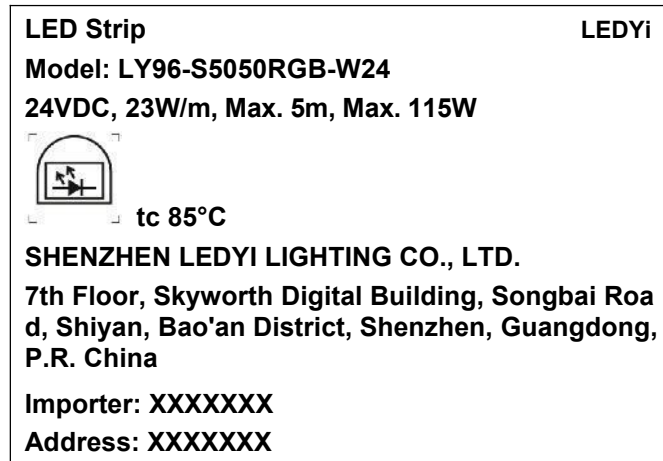 LED Strip LEDYi
Model: LY96-S5050RGB-W24
24VDC, 23W/m, Max. 5m, Max. 115W
tc 85°C
SHENZHEN LEDYI LIGHTING CO., LTD.
7th Floor, Skyworth Digital Building, Songbai Roa
d, Shiyan, Bao'an District, Shenzhen, Guangdong,
P.R. China
Importer: XXXXXXX
Address: XXXXXXX